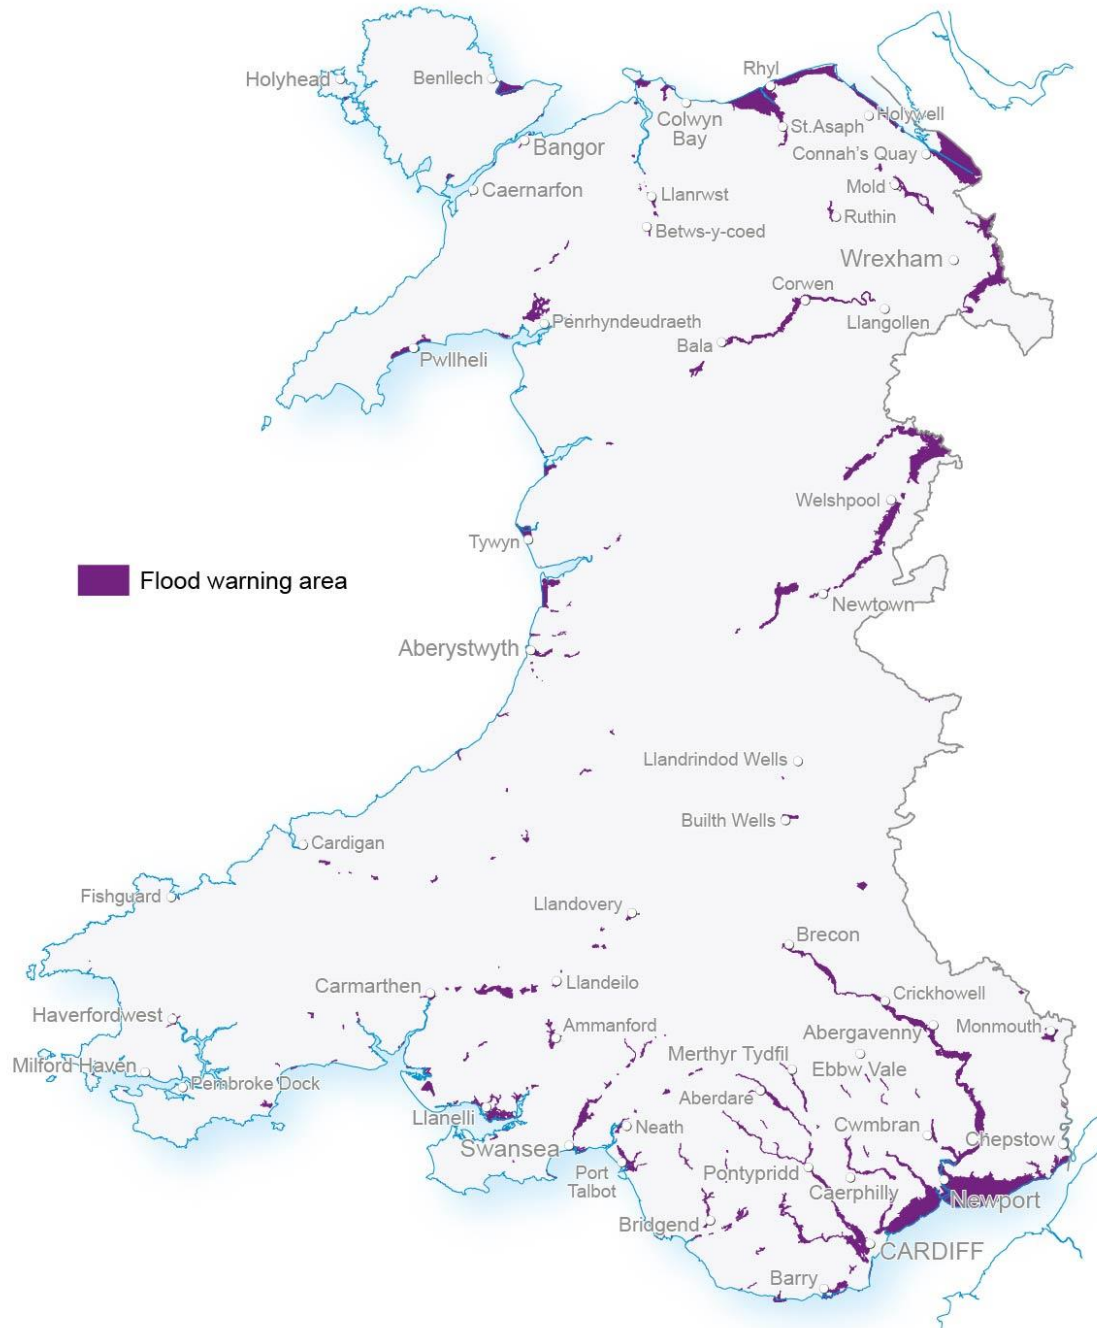 Rhyl
Holyhead
Benllech
Colwyn
Bay
Holywell
St.Asaph
Bangor
Connah's Quay
Caernarfon
Llanrwst
Mold
Ruthin
Betws-y-coed
Wrexham
Corwen
Penrhyndeudraeth
Llangollen
Bala
Pwllheli
Welshpool
Tywyn
Flood warning area
Newtown
Aberystwyth
Llandrindod Wells
Builth Wells
Cardigan
Fishguard
Llandovery
Brecon
Carmarthen
Llandeilo
Crickhowell
Haverfordwest
Ammanford
Abergavenny
Monmouth
Merthyr Tydfil
Milford Haven
Ebbw Vale
Pembroke Dock
Aberdare
Llanelli
Neath
Cwmbran
Swansea
Chepstow
Port
Talbot
Pontypridd
Caerphilly
Newport
Bridgend
CARDIFF
Barry